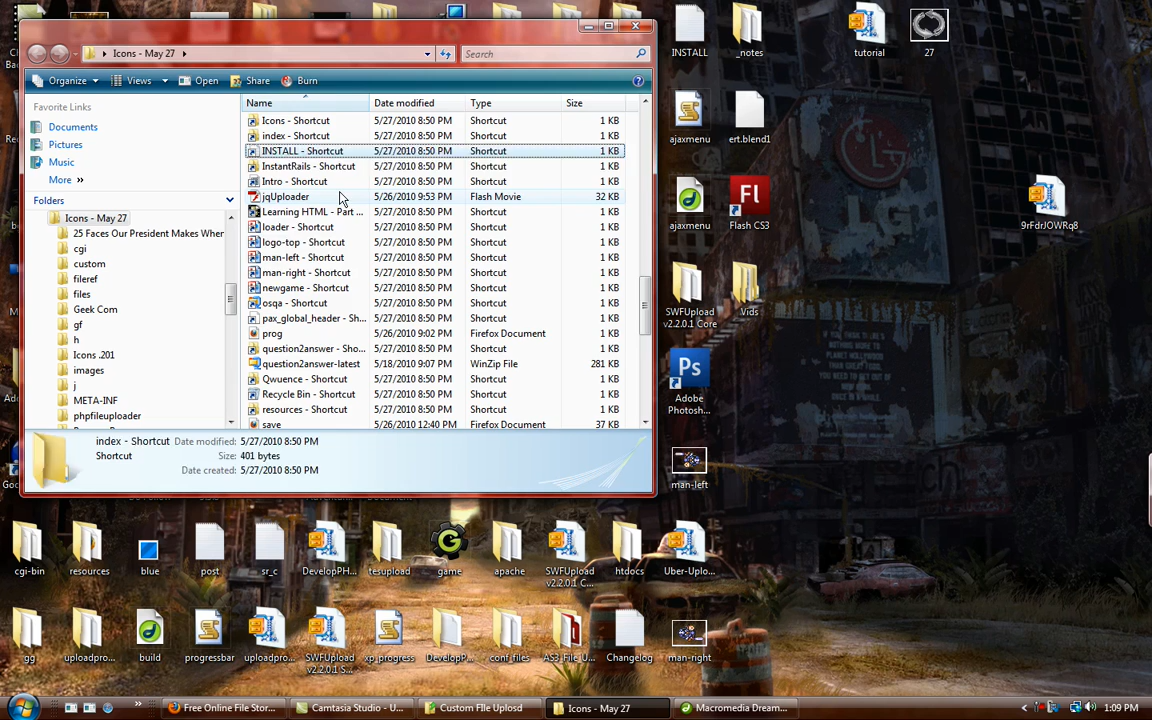 Icons - May 27
Search
Organize
Views
Open
Share
Burn
Favorite Links
Documents
Pictures
Music
More »
Folders
Icons - May 27
25 Faces Our President Makes When
cgi
custom
fileref
files
Geek Com
gf
h
Icons .201
images
j
META-INF
phpfileuploader
Name Date modified Type Size
Icons - Shortcut 5/27/2010 8:50 PM Shortcut 1 KB
index - Shortcut 5/27/2010 8:50 PM Shortcut 1 KB
INSTALL - Shortcut 5/27/2010 8:50 PM Shortcut 1 KB
InstantRails - Shortcut 5/27/2010 8:50 PM Shortcut 1 KB
Intro - Shortcut 5/27/2010 8:50 PM Shortcut 1 KB
jqUploader 5/26/2010 9:53 PM Flash Movie 32 KB
Learning HTML - Part ... 5/27/2010 8:50 PM Shortcut 1 KB
loader - Shortcut 5/27/2010 8:50 PM Shortcut 1 KB
logo-top - Shortcut 5/27/2010 8:50 PM Shortcut 1 KB
man-left - Shortcut 5/27/2010 8:50 PM Shortcut 1 KB
man-right - Shortcut 5/27/2010 8:50 PM Shortcut 1 KB
newgame - Shortcut 5/27/2010 8:50 PM Shortcut 1 KB
osqa - Shortcut 5/27/2010 8:50 PM Shortcut 1 KB
pax_global_header - Sh... 5/27/2010 8:50 PM Shortcut 1 KB
prog 5/26/2010 9:02 PM Firefox Document 1 KB
question2answer - Sho... 5/27/2010 8:50 PM Shortcut 1 KB
question2answer-latest 5/18/2010 9:07 PM WinZip File 281 KB
Qwuence - Shortcut 5/27/2010 8:50 PM Shortcut 1 KB
Recycle Bin - Shortcut 5/27/2010 8:50 PM Shortcut 1 KB
resources - Shortcut 5/27/2010 8:50 PM Shortcut 1 KB
save 5/26/2010 12:40 PM Firefox Document 37 KB
index - Shortcut Date modified: 5/27/2010 8:50 PM
Shortcut Size: 401 bytes
Date created: 5/27/2010 8:50 PM
INSTALL
_notes
tutorial
27
ajaxmenu
ert.blend1
LG
ajaxmenu
Flash CS3
9rFdrJOWRq8
SWFUpload
v2.2.0.1 Core
Vids
Adobe
Photosh...
man-left
cgi-bin
resources
blue
post
sr_c
DevelopPH...
tesupload
game
apache
SWFUpload
v2.2.0.1 C...
htdocs
Uber-Uplo...
gg
uploadpro...
build
progressbar
uploadpro...
SWFUpload
v2.2.0.1 S...
xp_progress
DevelopP...
conf_files
AS3_File_U...
Changelog
man-right
Free Online File Stor...
Camtasia Studio - U...
Custom FIle Uplosd
Icons - May 27
Macromedia Dream...
1:09 PM